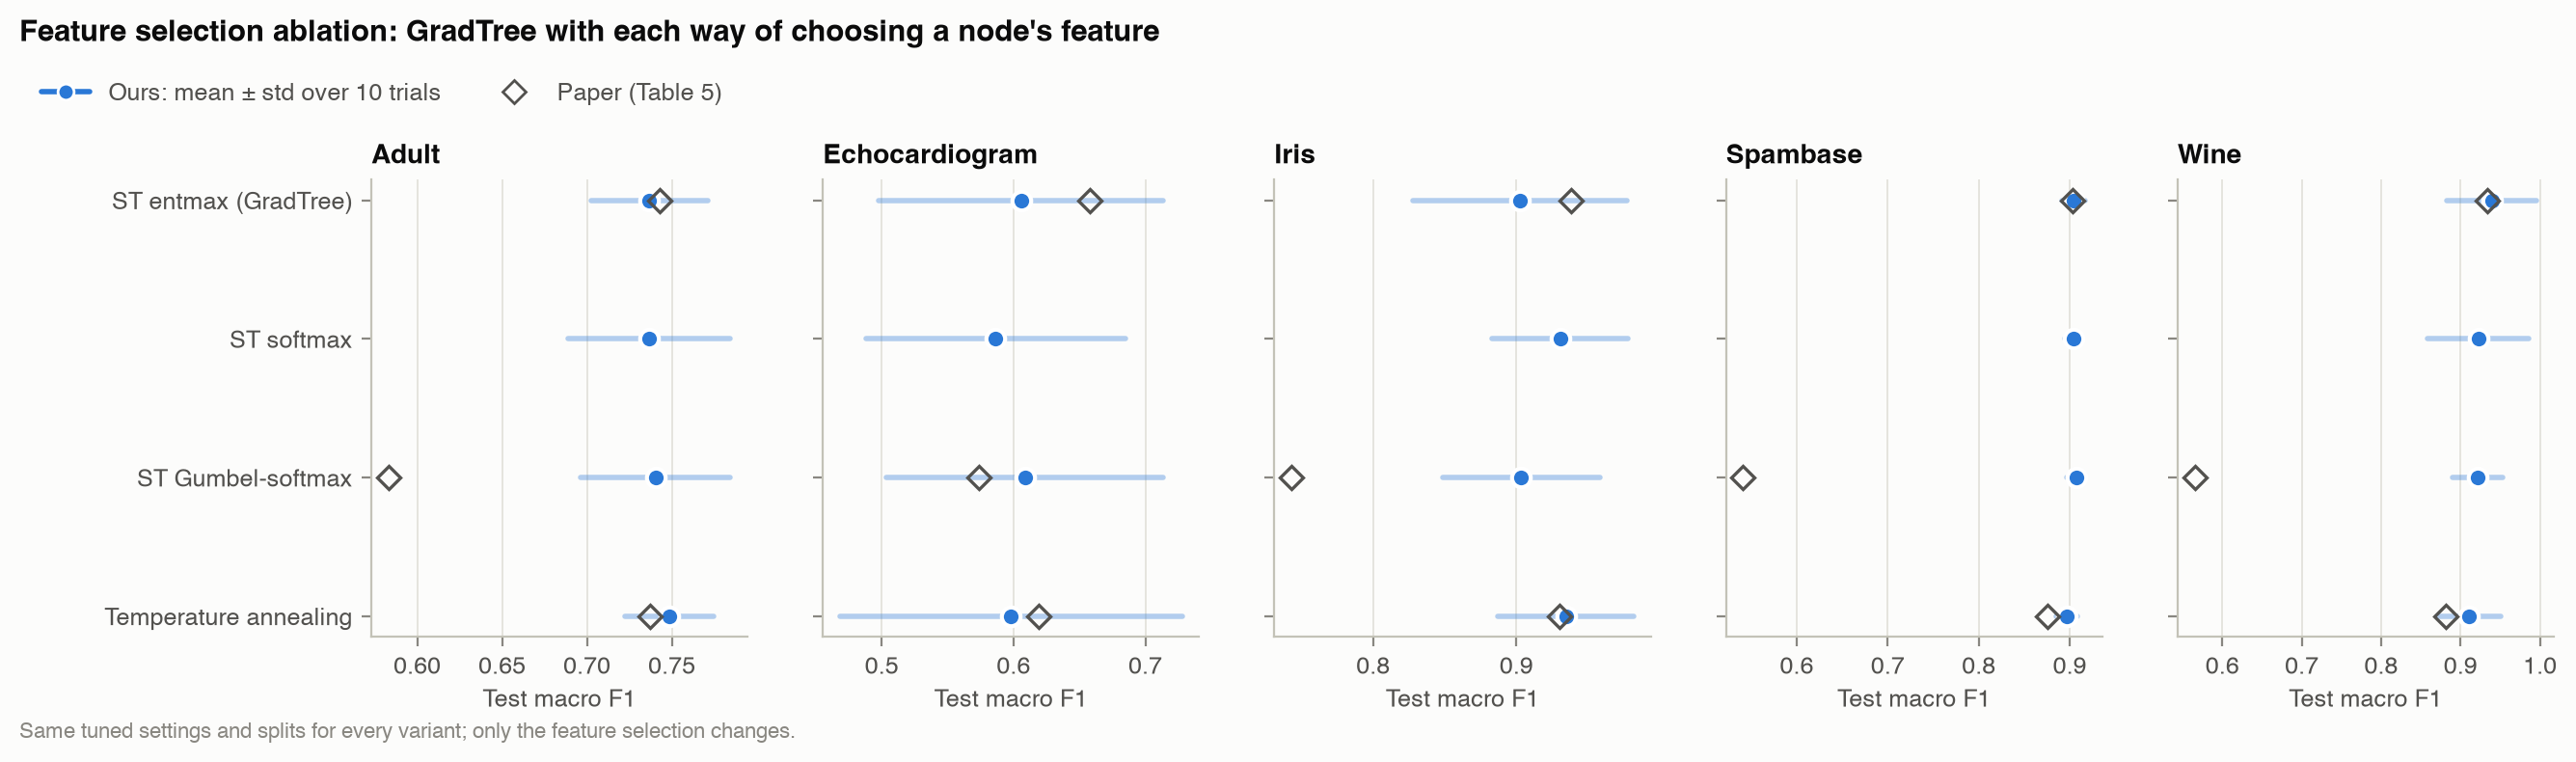 Feature selection ablation: GradTree with each way of choosing a node's feature
Ours: mean ± std over 10 trials
Paper (Table 5)
Adult
Echocardiogram
Iris
Spambase
Wine
ST entmax (GradTree)
ST softmax
ST Gumbel-softmax
Temperature annealing
0.60 0.65 0.70 0.75
0.5 0.6 0.7
0.8 0.9
0.6 0.7 0.8 0.9
0.6 0.7 0.8 0.9 1.0
Test macro F1
Test macro F1
Test macro F1
Test macro F1
Test macro F1
Same tuned settings and splits for every variant; only the feature selection changes.